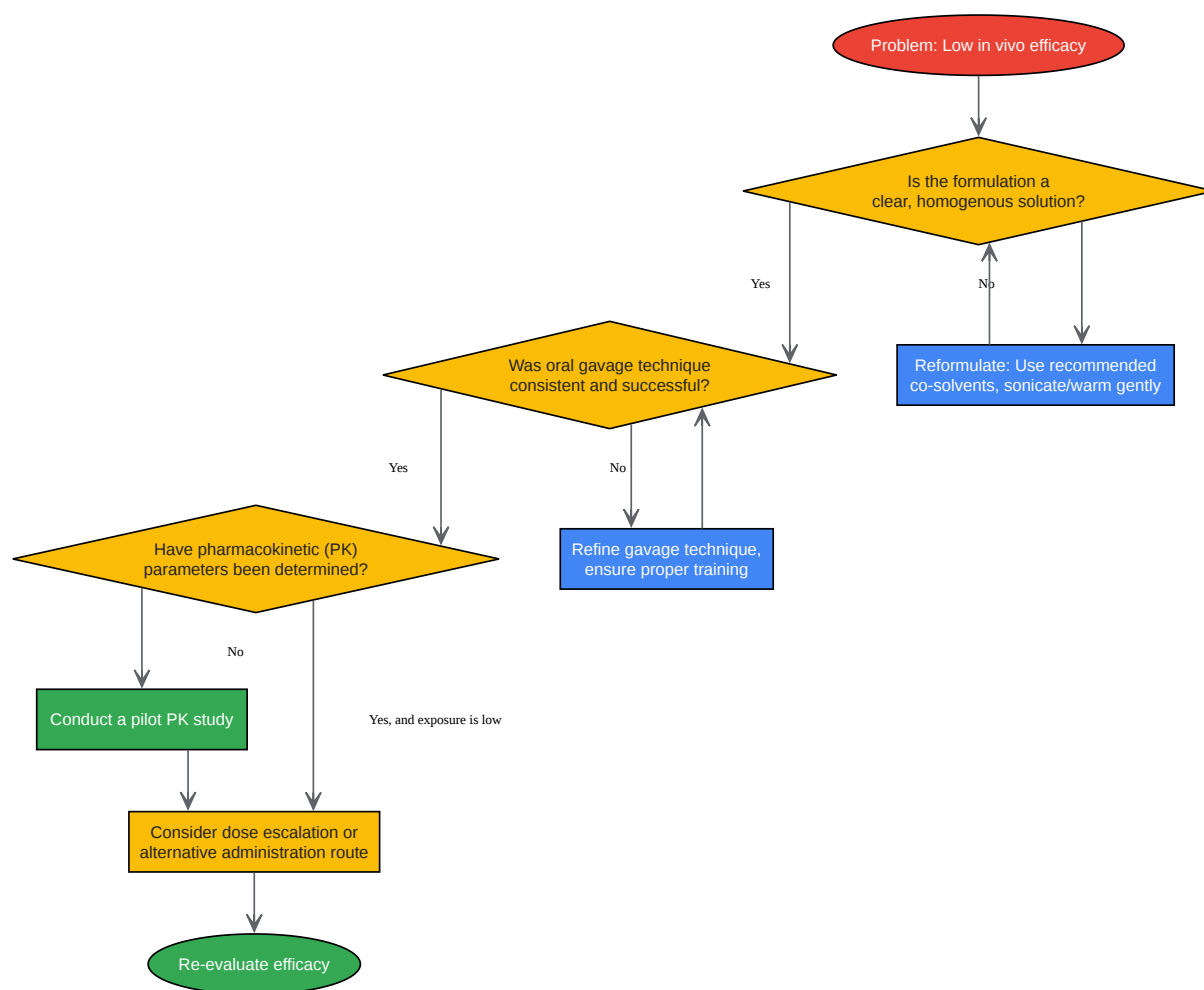 Problem: Low in vivo efficacy
Is the formulation a
clear, homogenous solution?
Yes
No
Reformulate: Use recommended
co-solvents, sonicate/warm gently
Was oral gavage technique
consistent and successful?
Yes
No
Refine gavage technique,
ensure proper training
Have pharmacokinetic (PK)
parameters been determined?
No
Yes, and exposure is low
Conduct a pilot PK study
Consider dose escalation or
alternative administration route
Re-evaluate efficacy